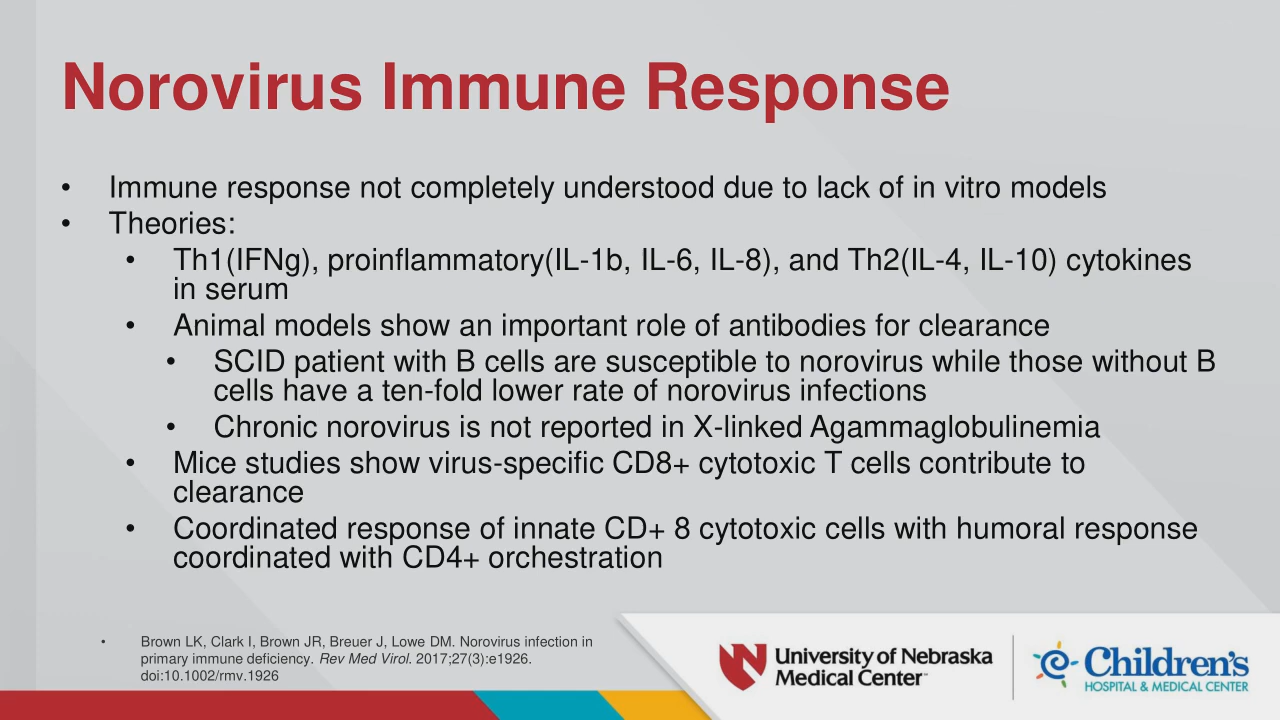 Norovirus Immune Response
• Immune response not completely understood due to lack of in vitro models
• Theories:
• Th1(IFNg), proinflammatory(IL-1b, IL-6, IL-8), and Th2(IL-4, IL-10) cytokines
in serum
• Animal models show an important role of antibodies for clearance
• SCID patient with B cells are susceptible to norovirus while those without B
cells have a ten-fold lower rate of norovirus infections
• Chronic norovirus is not reported in X-linked Agammaglobulinemia
• Mice studies show virus-specific CD8+ cytotoxic T cells contribute to
clearance
• Coordinated response of innate CD+ 8 cytotoxic cells with humoral response
coordinated with CD4+ orchestration
• Brown LK, Clark I, Brown JR, Breuer J, Lowe DM. Norovirus infection in
primary immune deficiency. Rev Med Virol. 2017;27(3):e1926.
doi:10.1002/rmv.1926
N
University of Nebraska
Medical Center™
Children's
HOSPITAL & MEDICAL CENTER